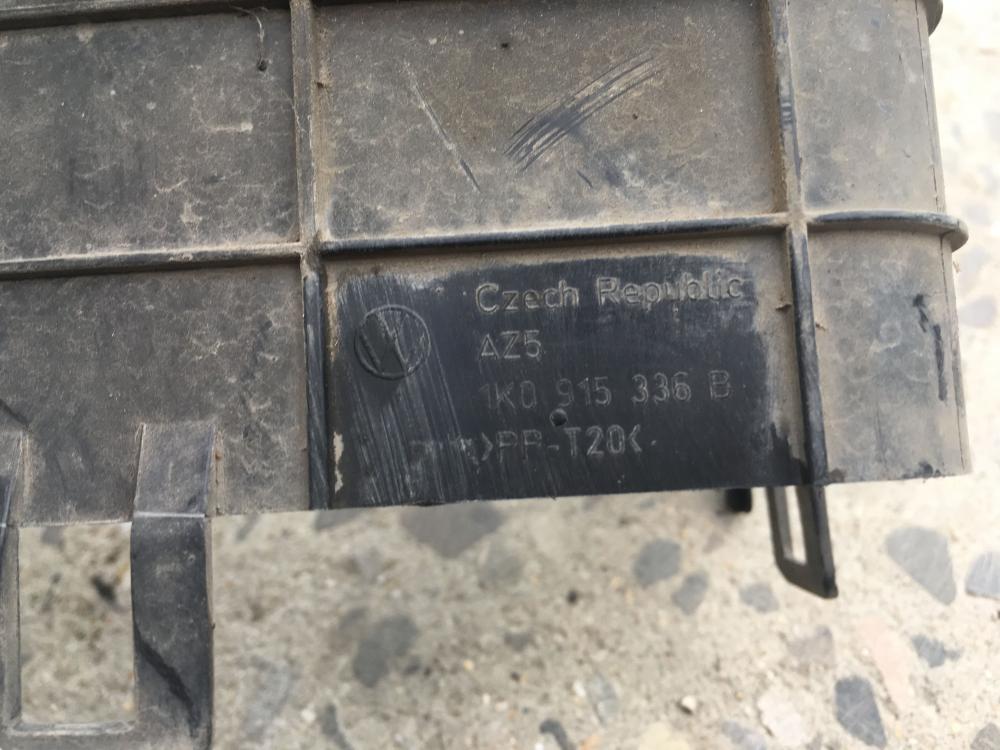 Czech Republic
AZ5
1K0 915 336 B
>PP-T20<